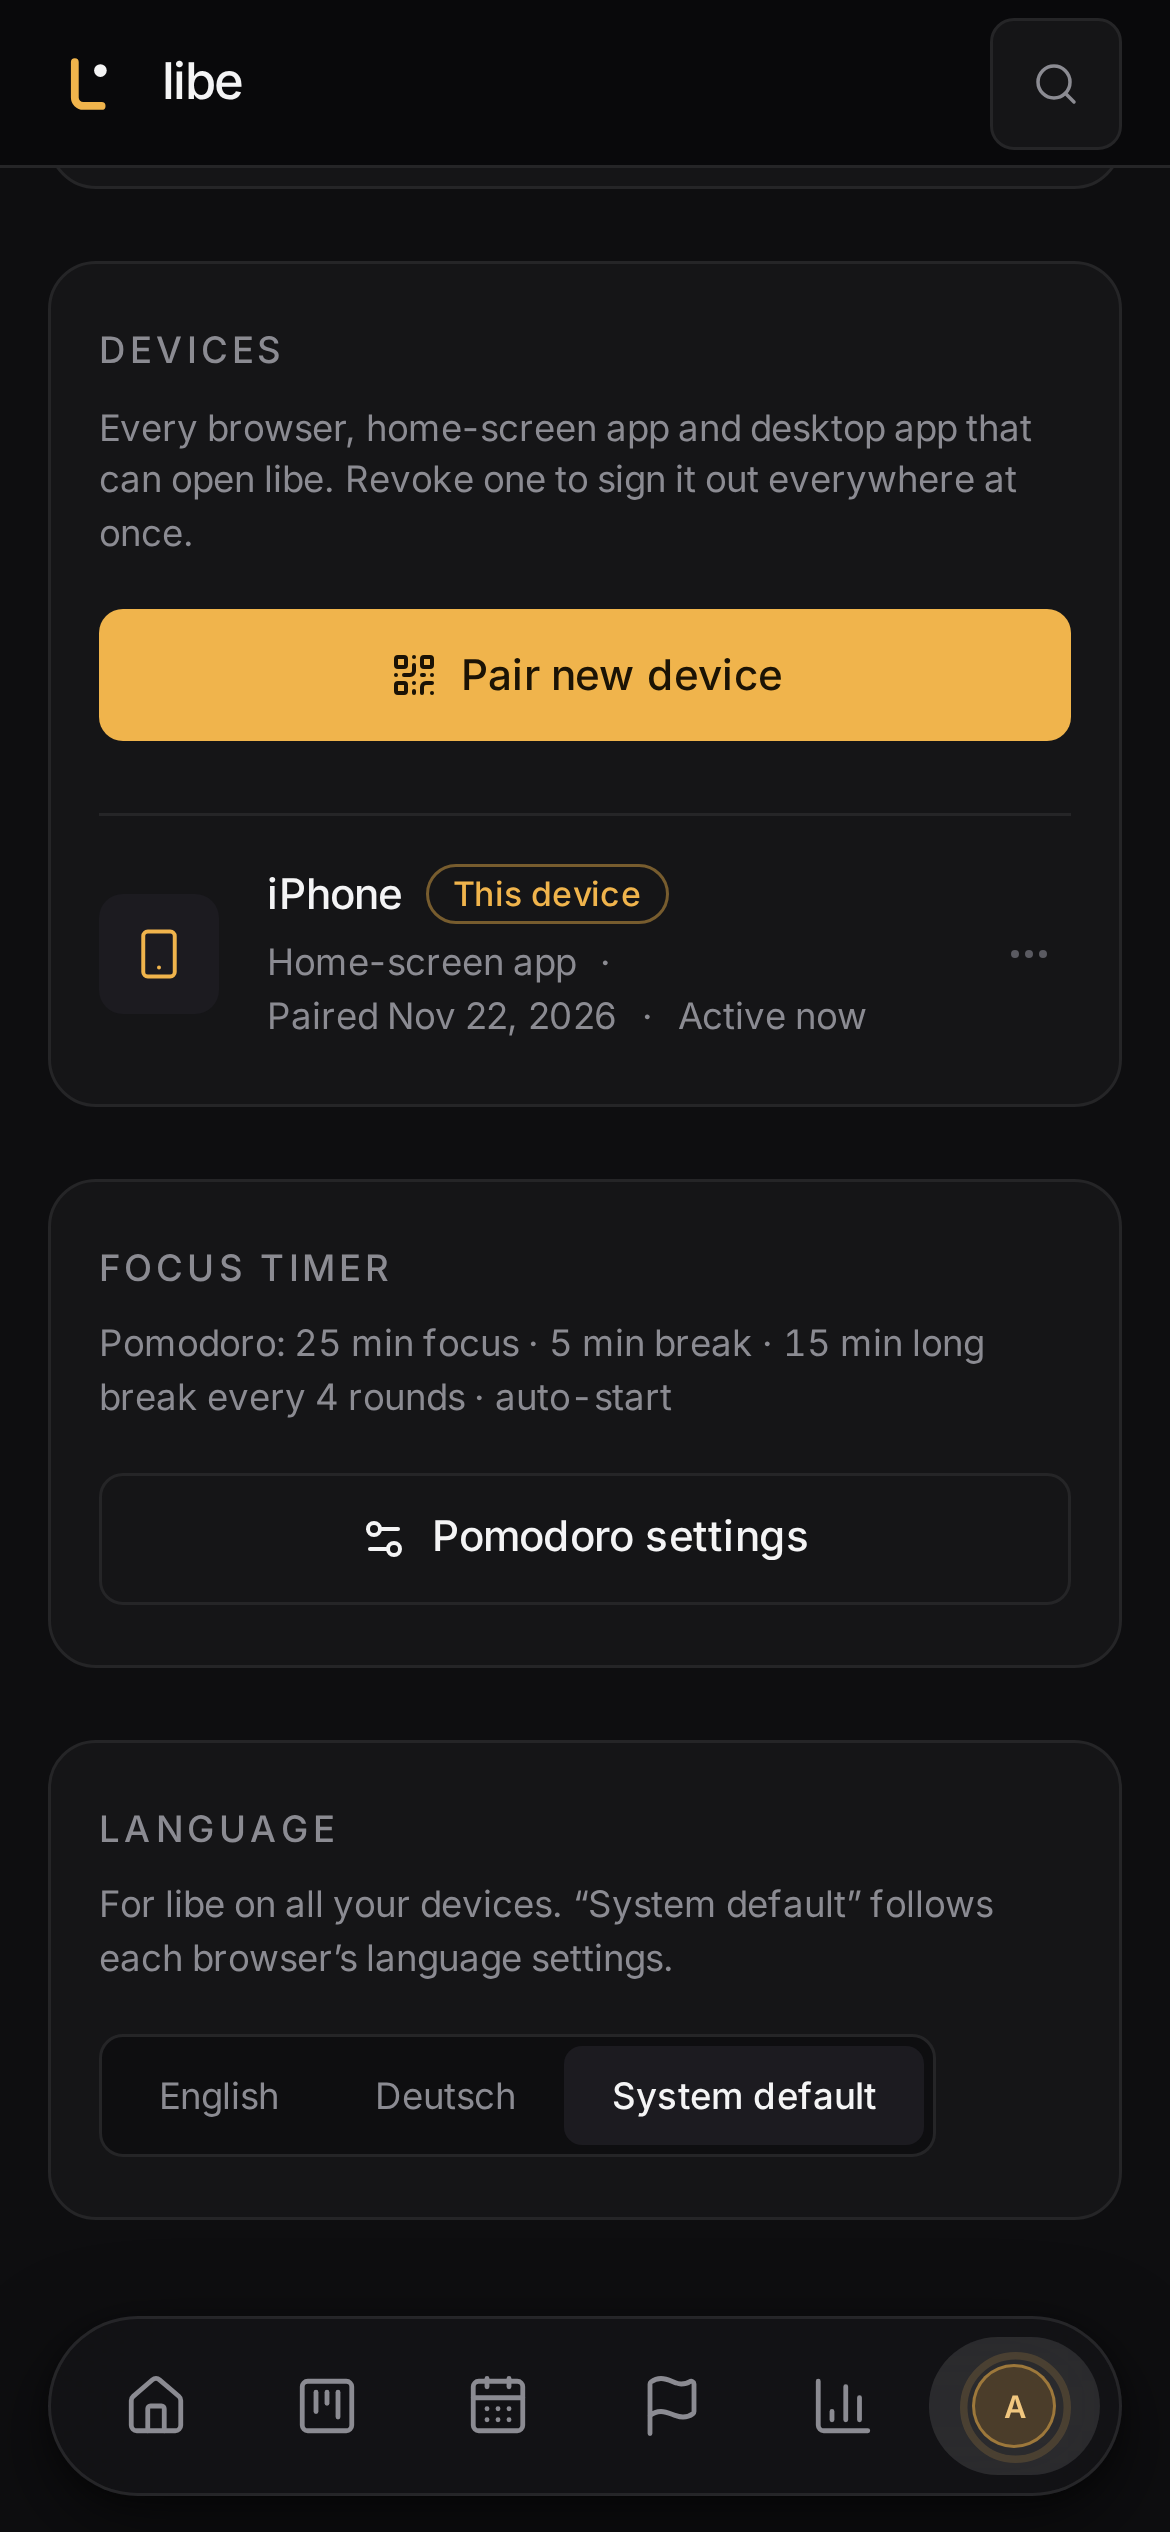 libe
DEVICES
Every browser, home-screen app and desktop app that
can open libe. Revoke one to sign it out everywhere at
once.
Pair new device
iPhone This device
Home-screen app ·
Paired Nov 22, 2026 · Active now
FOCUS TIMER
Pomodoro: 25 min focus · 5 min break · 15 min long
break every 4 rounds · auto-start
Pomodoro settings
LANGUAGE
For libe on all your devices. “System default” follows
each browser’s language settings.
English Deutsch System default
A